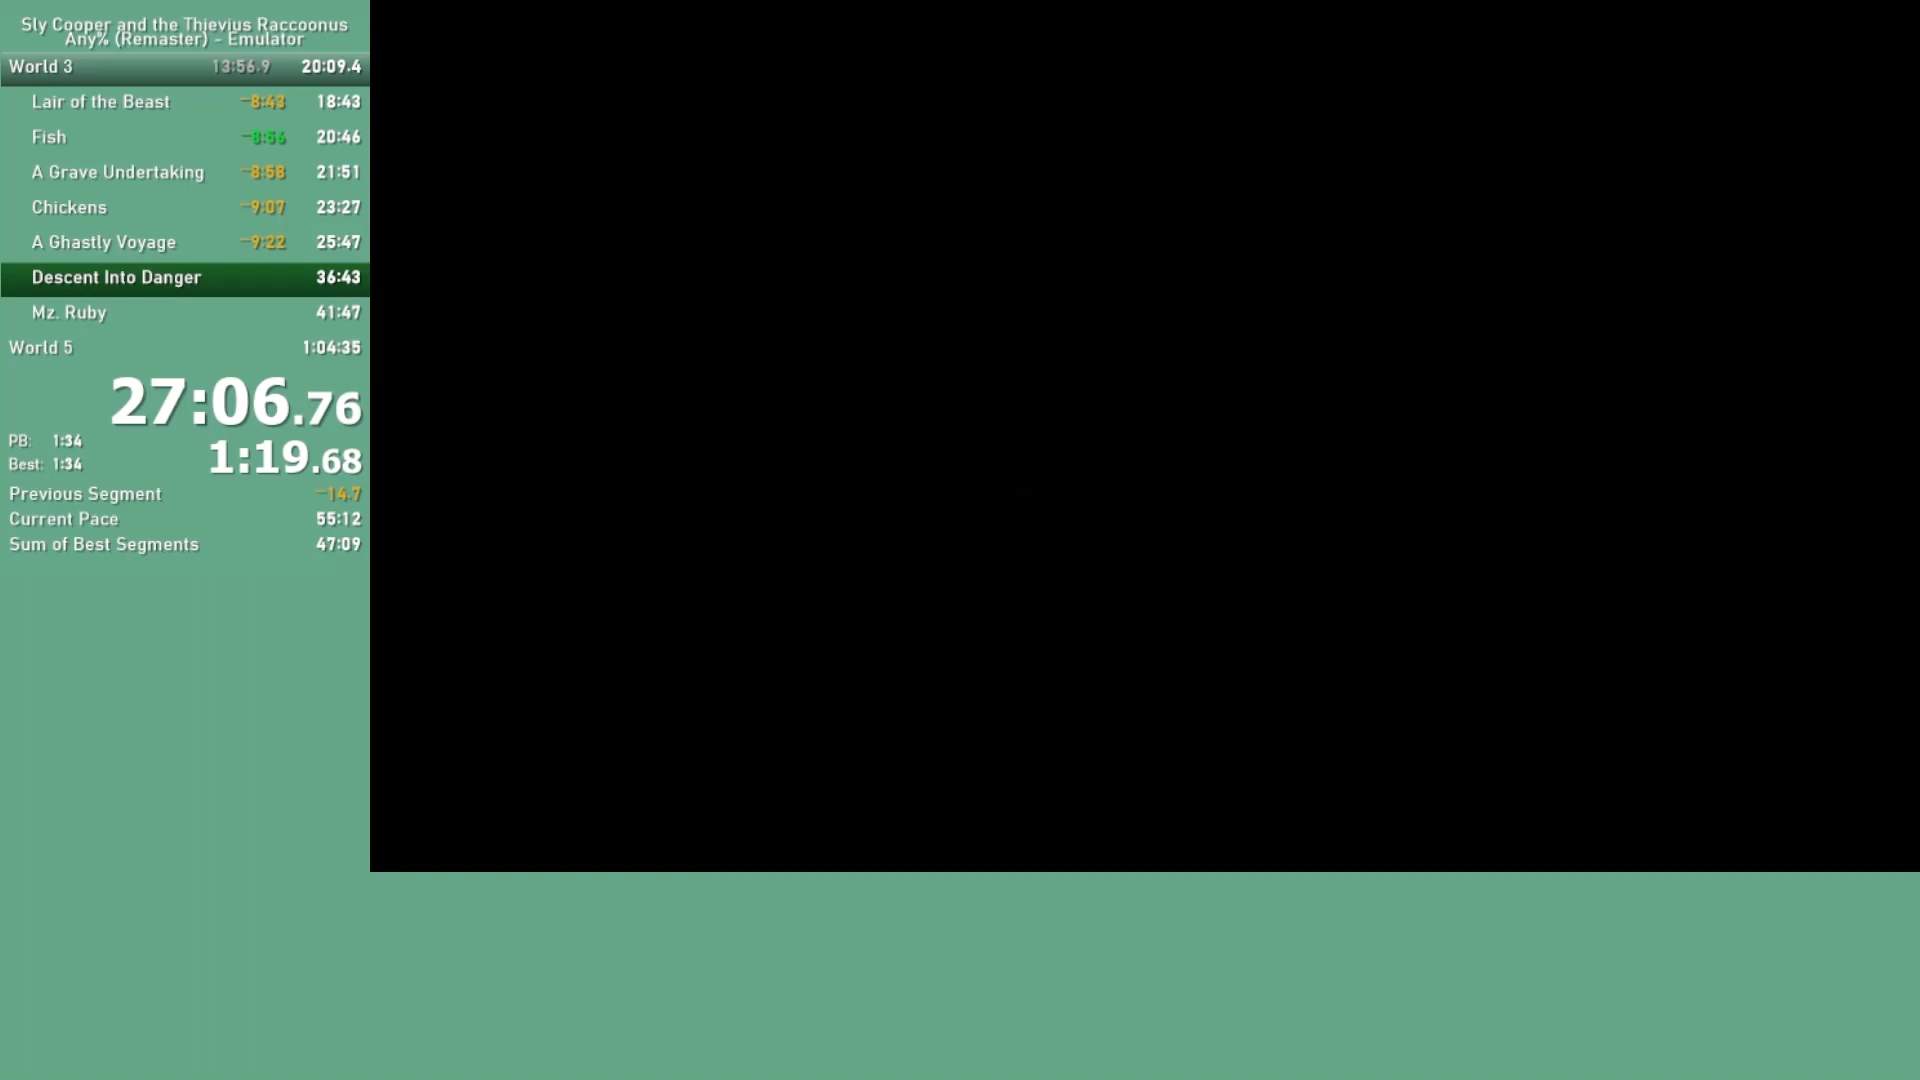 Sly Cooper and the Thievius Raccoonus
Any% (Remaster) - Emulator
World 3 13:56.9 20:09.4
Lair of the Beast −8:43 18:43
Fish −8:56 20:46
A Grave Undertaking −8:58 21:51
Chickens −9:07 23:27
A Ghastly Voyage −9:22 25:47
Descent Into Danger 36:43
Mz. Ruby 41:47
World 5 1:04:35
27:06.76
PB: 1:34
Best: 1:34
1:19.68
Previous Segment −14.7
Current Pace 55:12
Sum of Best Segments 47:09